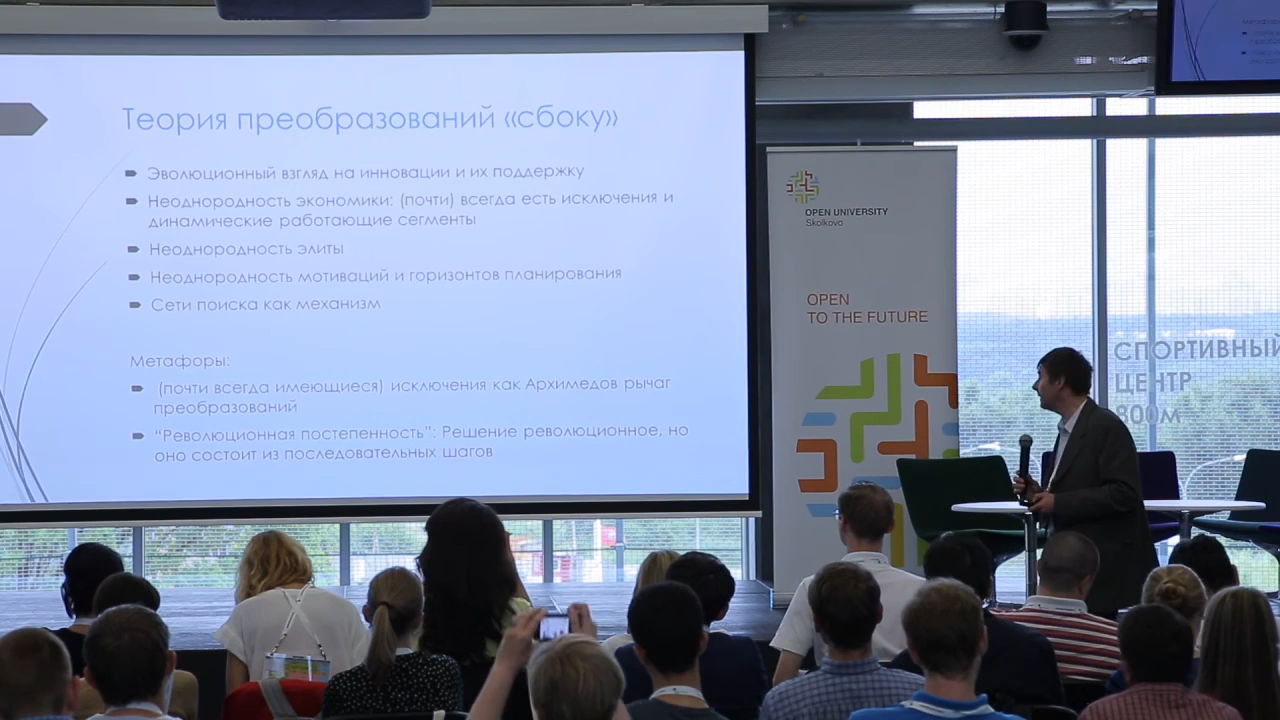 Теория преобразований «сбоку»
Эволюционный взгляд на инновации и их поддержку
Неоднородность экономики: (почти) всегда есть исключения и
динамические работающие сегменты
Неоднородность элиты
Неоднородность мотиваций и горизонтов планирования
Сети поиска как механизм
Метафоры:
(почти всегда имеющиеся) исключения как Архимедов рычаг
преобразований
“Революционная постепенность”: Решение революционное, но
оно состоит из последовательных шагов
OPEN UNIVERSITY
Skolkovo
OPEN
TO THE FUTURE
СПОРТИВНЫЙ
ЦЕНТР
800м